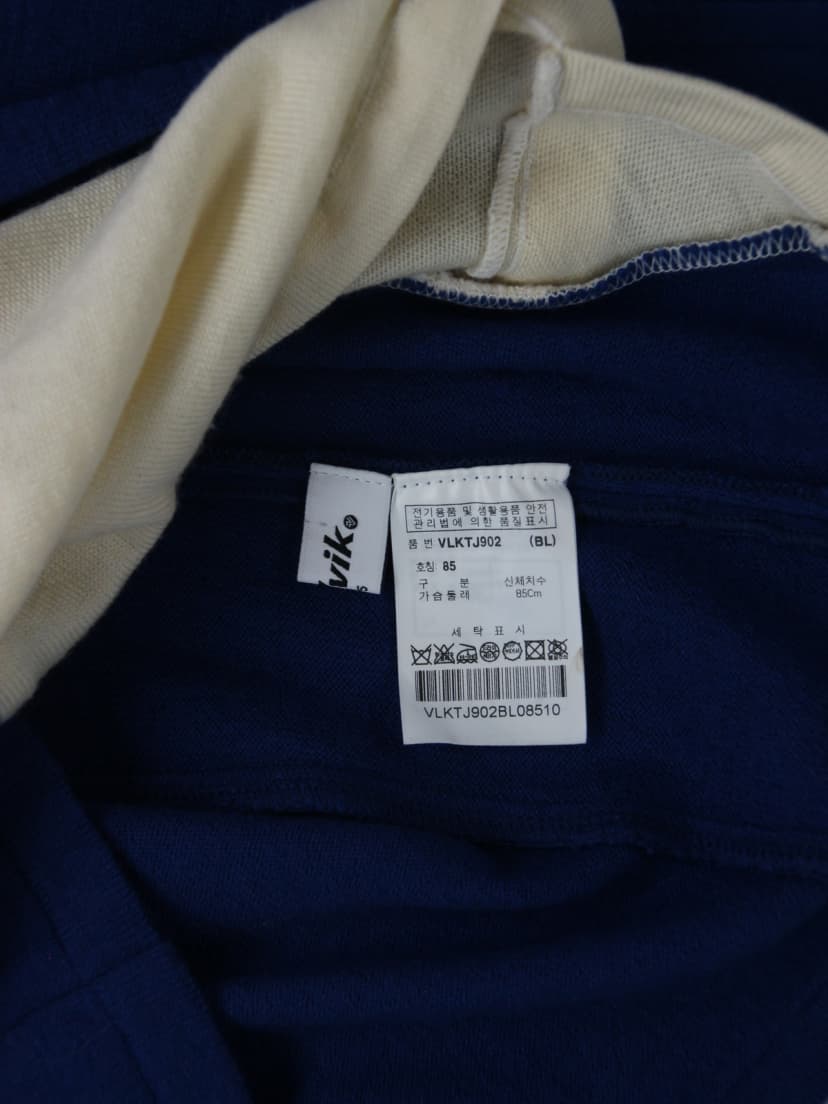 vik
전기용품 및 생활용품 안전
관리법에 의한 품질표시
품 번 VLKTJ902 (BL)
호칭 85
구 분 신체치수
가슴둘레 85Cm
세 탁 표 시
VLKTJ902BL08510